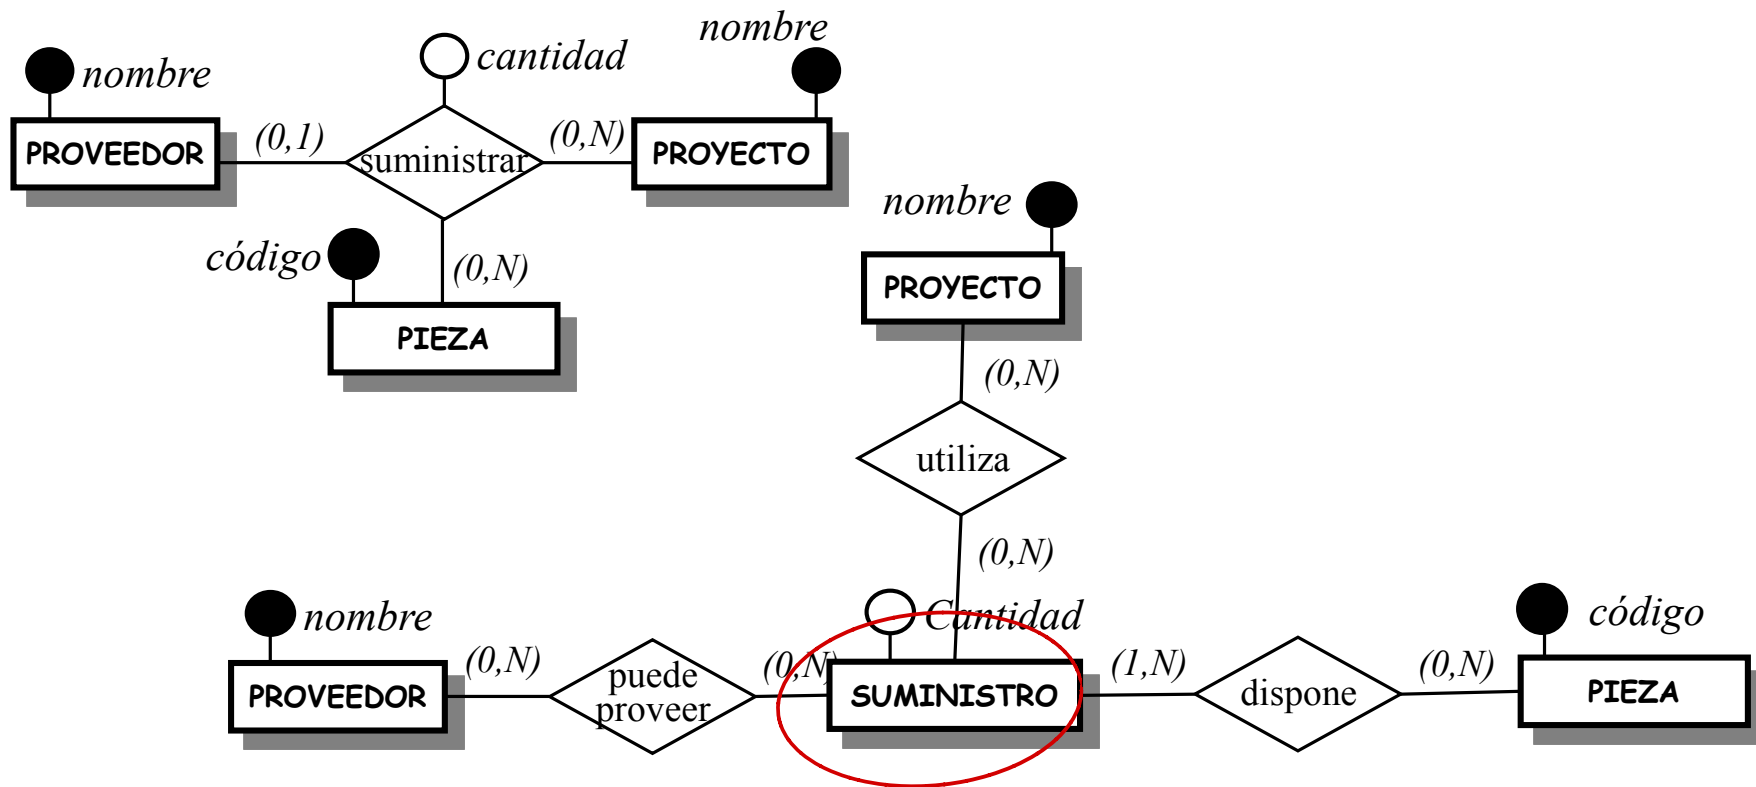 nombre
cantidad
nombre
PROVEEDOR
(0,1)
suministrar
(0,N)
PROYECTO
código
(0,N)
PIEZA
nombre
PROYECTO
(0,N)
utiliza
(0,N)
nombre
Cantidad
código
PROVEEDOR
(0,N)
puede
proveer
(0,N)
SUMINISTRO
(1,N)
dispone
(0,N)
PIEZA